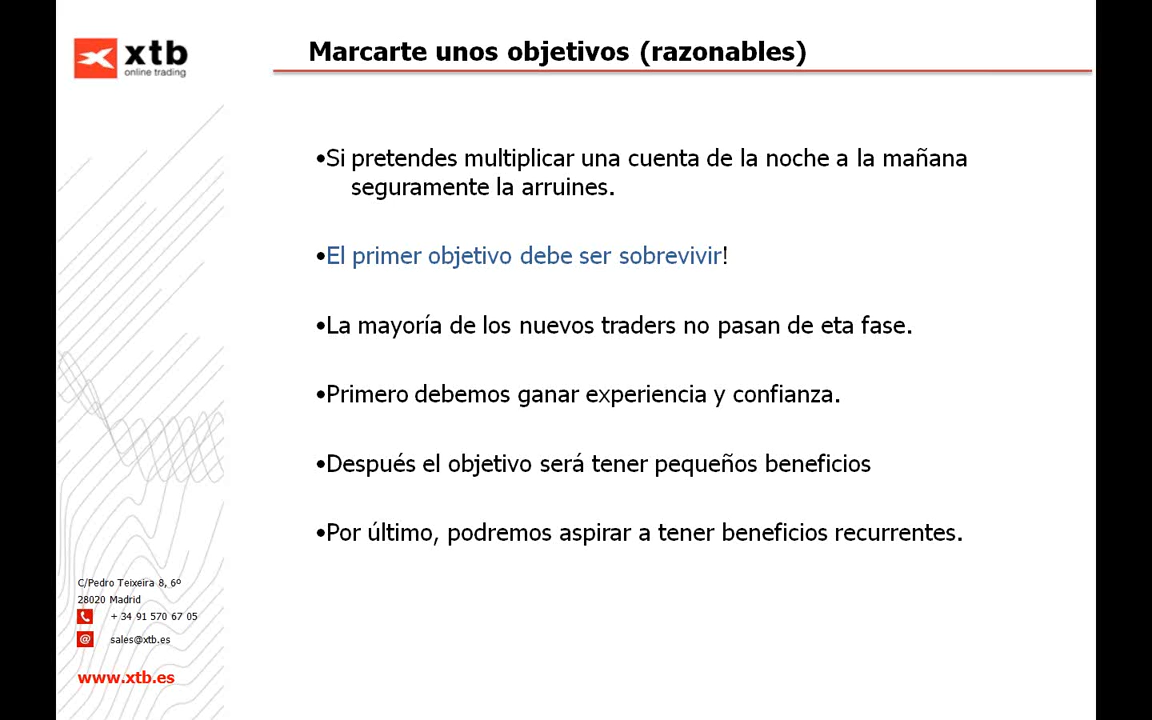 xtb
online trading
Marcarte unos objetivos (razonables)
•Si pretendes multiplicar una cuenta de la noche a la mañana
seguramente la arruines.
•El primer objetivo debe ser sobrevivir!
•La mayoría de los nuevos traders no pasan de eta fase.
•Primero debemos ganar experiencia y confianza.
•Después el objetivo será tener pequeños beneficios
•Por último, podremos aspirar a tener beneficios recurrentes.
C/Pedro Teixeira 8, 6º
28020 Madrid
+ 34 91 570 67 05
@ sales@xtb.es
www.xtb.es